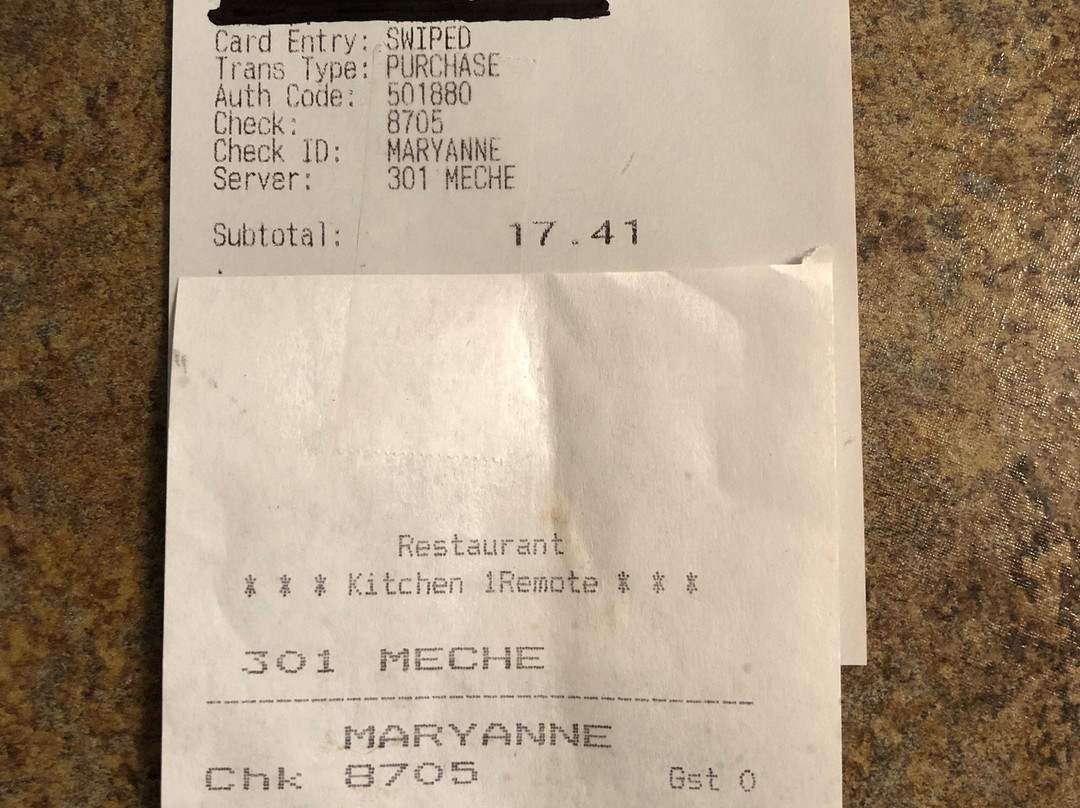 Card Entry: SWIPED
Trans Type: PURCHASE
Auth Code: 501880
Check: 8705
Check ID: MARYANNE
Server: 301 MECHE
Subtotal: 17.41
Restaurant
* * * Kitchen 1Remote * * *
301 MECHE
MARYANNE
Chk 8705 Gst 0